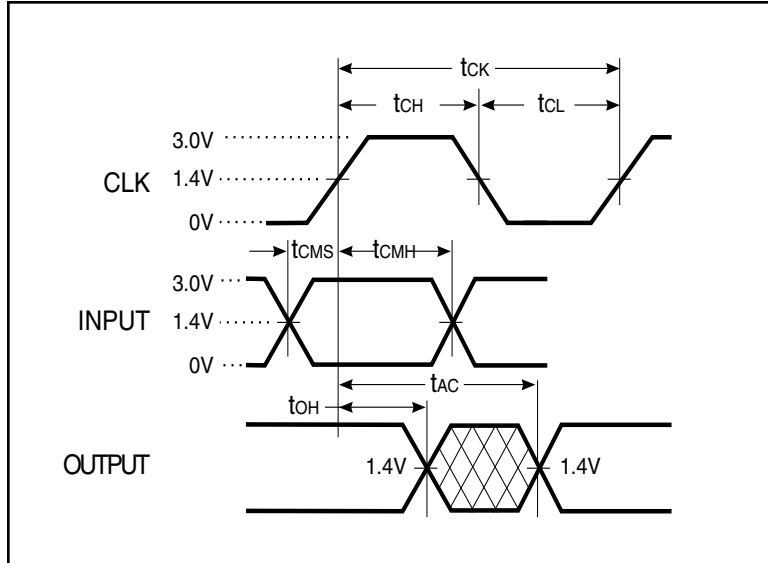 tCK
tCH tCL
3.0V
CLK 1.4V
0V
tCMS tCMH
3.0V
INPUT 1.4V
0V
tAC
tOH
OUTPUT 1.4V 1.4V